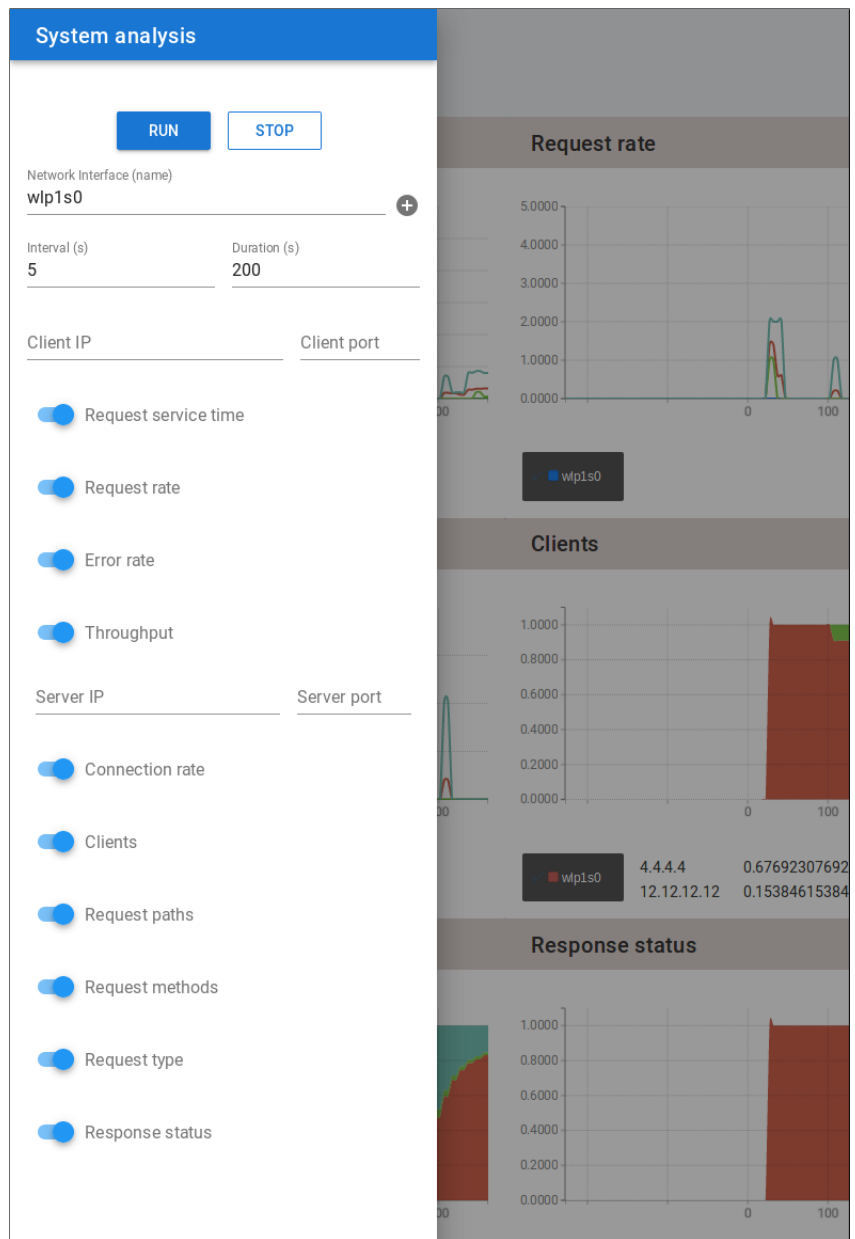 System analysis
RUN
STOP
Network Interface (name)
wlp1s0
Interval (s)
Duration (s)
5
200
Client IP
Client port
Request service time
Request rate
Error rate
Throughput
Server IP
Server port
Connection rate
Clients
Request paths
Request methods
Request type
Response status
00
00
00
Request rate
5.0000
4.0000
3.0000
2.0000
1.0000
0.0000
0
100
wlp1s0
Clients
1.0000
0.8000
0.6000
0.4000
0.2000
0.0000
0
100
wlp1s0
4.4.4.4
0.67692307692
12.12.12.12
0.15384615384
Response status
1.0000
0.8000
0.6000
0.4000
0.2000
0.0000
0
100